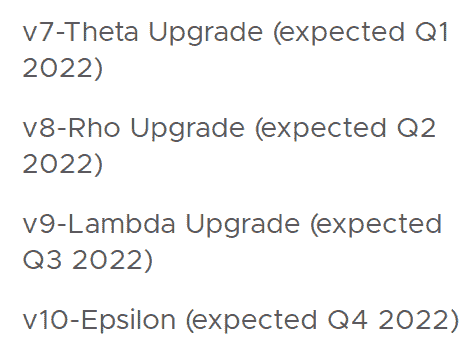 v7-Theta Upgrade (expected Q1
2022)
v8-Rho Upgrade (expected Q2
2022)
v9-Lambda Upgrade (expected
Q3 2022)
v10-Epsilon (expected Q4 2022)